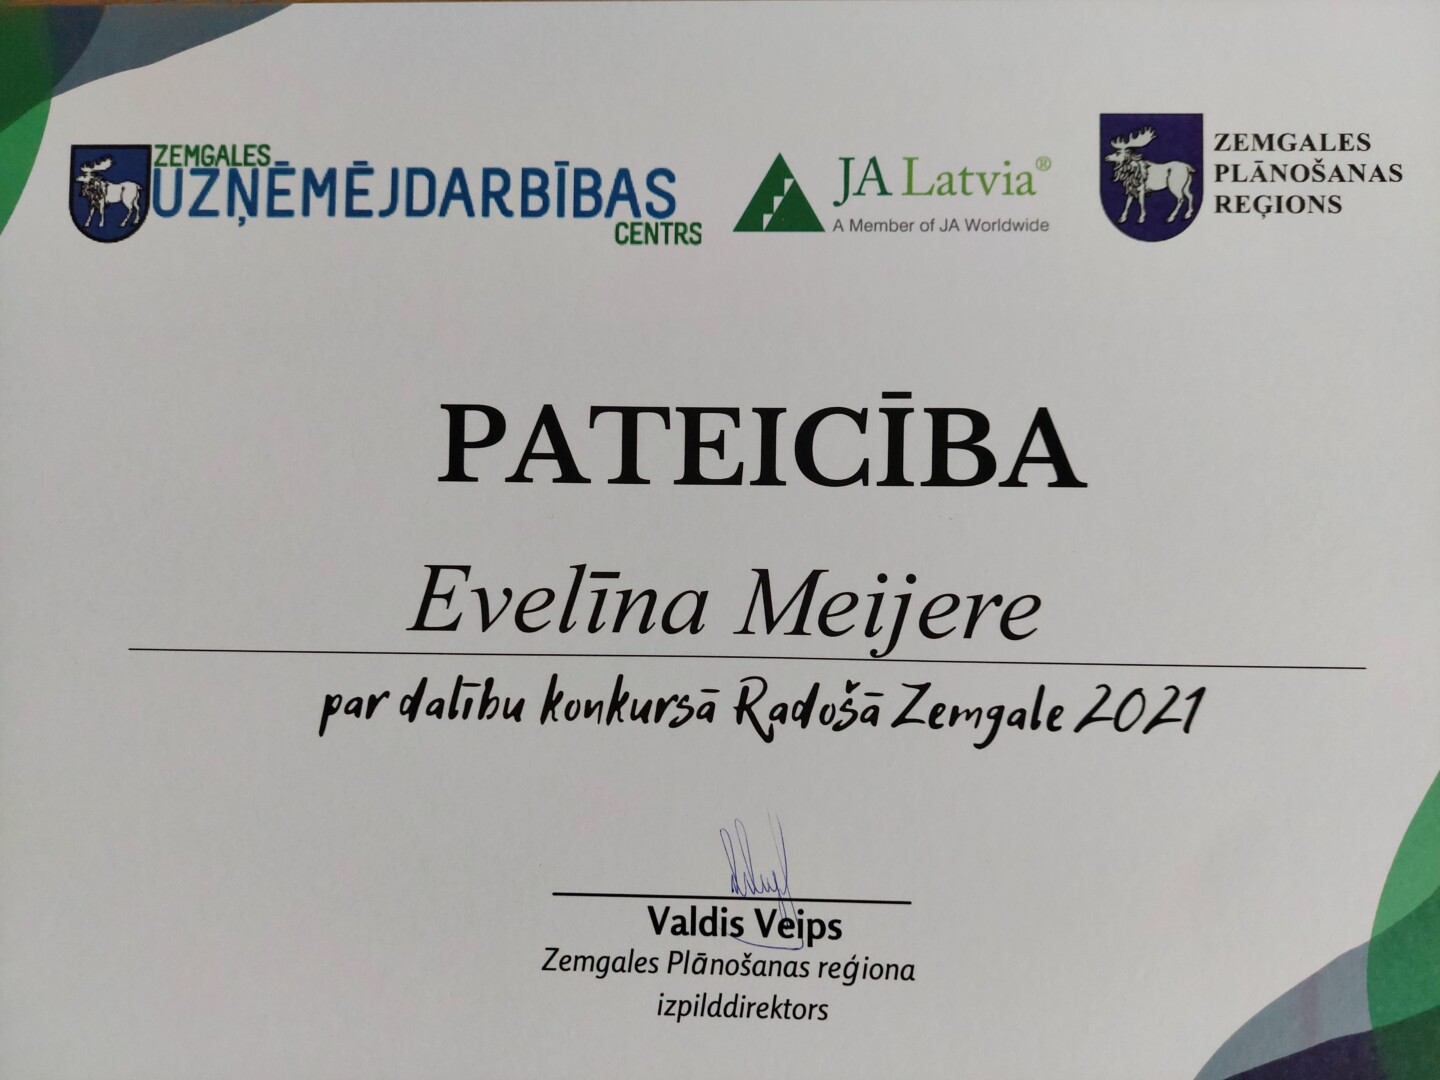 ZEMGALES
UZŅĒMĒJDARBĪBAS
CENTRS
JA Latvia®
A Member of JA Worldwide
ZEMGALES
PLĀNOŠANAS
REĢIONS
PATEICĪBA
Evelīna Meijere
par dalību konkursā Radošā Zemgale 2021
Valdis Veips
Zemgales Plānošanas reģiona
izpilddirektors